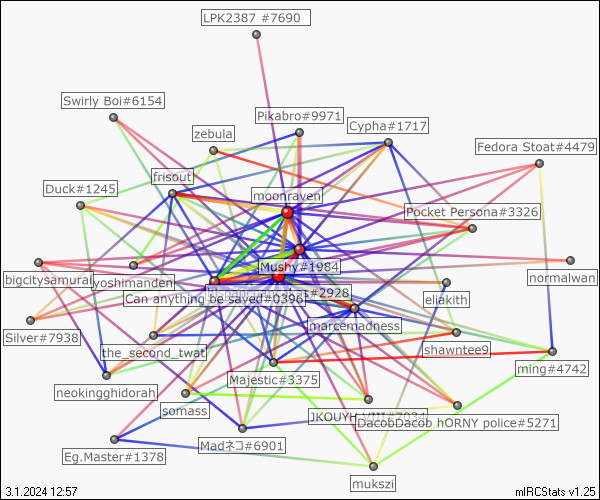 LPK2387 #7690
Swirly Boi#6154
Pikabro#9971
Cypha#1717
zebula
Fedora Stoat#4479
frisout
Duck#1245
moonraven
Pocket Persona#3326
Mushy#1984
bigcitysamurai
yoshimanden
normalwan
Can anything be saved#0396
#2928
eliakith
marcemadness
Silver#7938
the_second_twat
shawntee9
ming#4742
Majestic#3375
neokingghidorah
somass
JKOUYH
DacobDacob hORNY police#5271
Madネコ#6901
Eg.Master#1378
mukszi
3.1.2024 12:57
mIRCStats v1.25